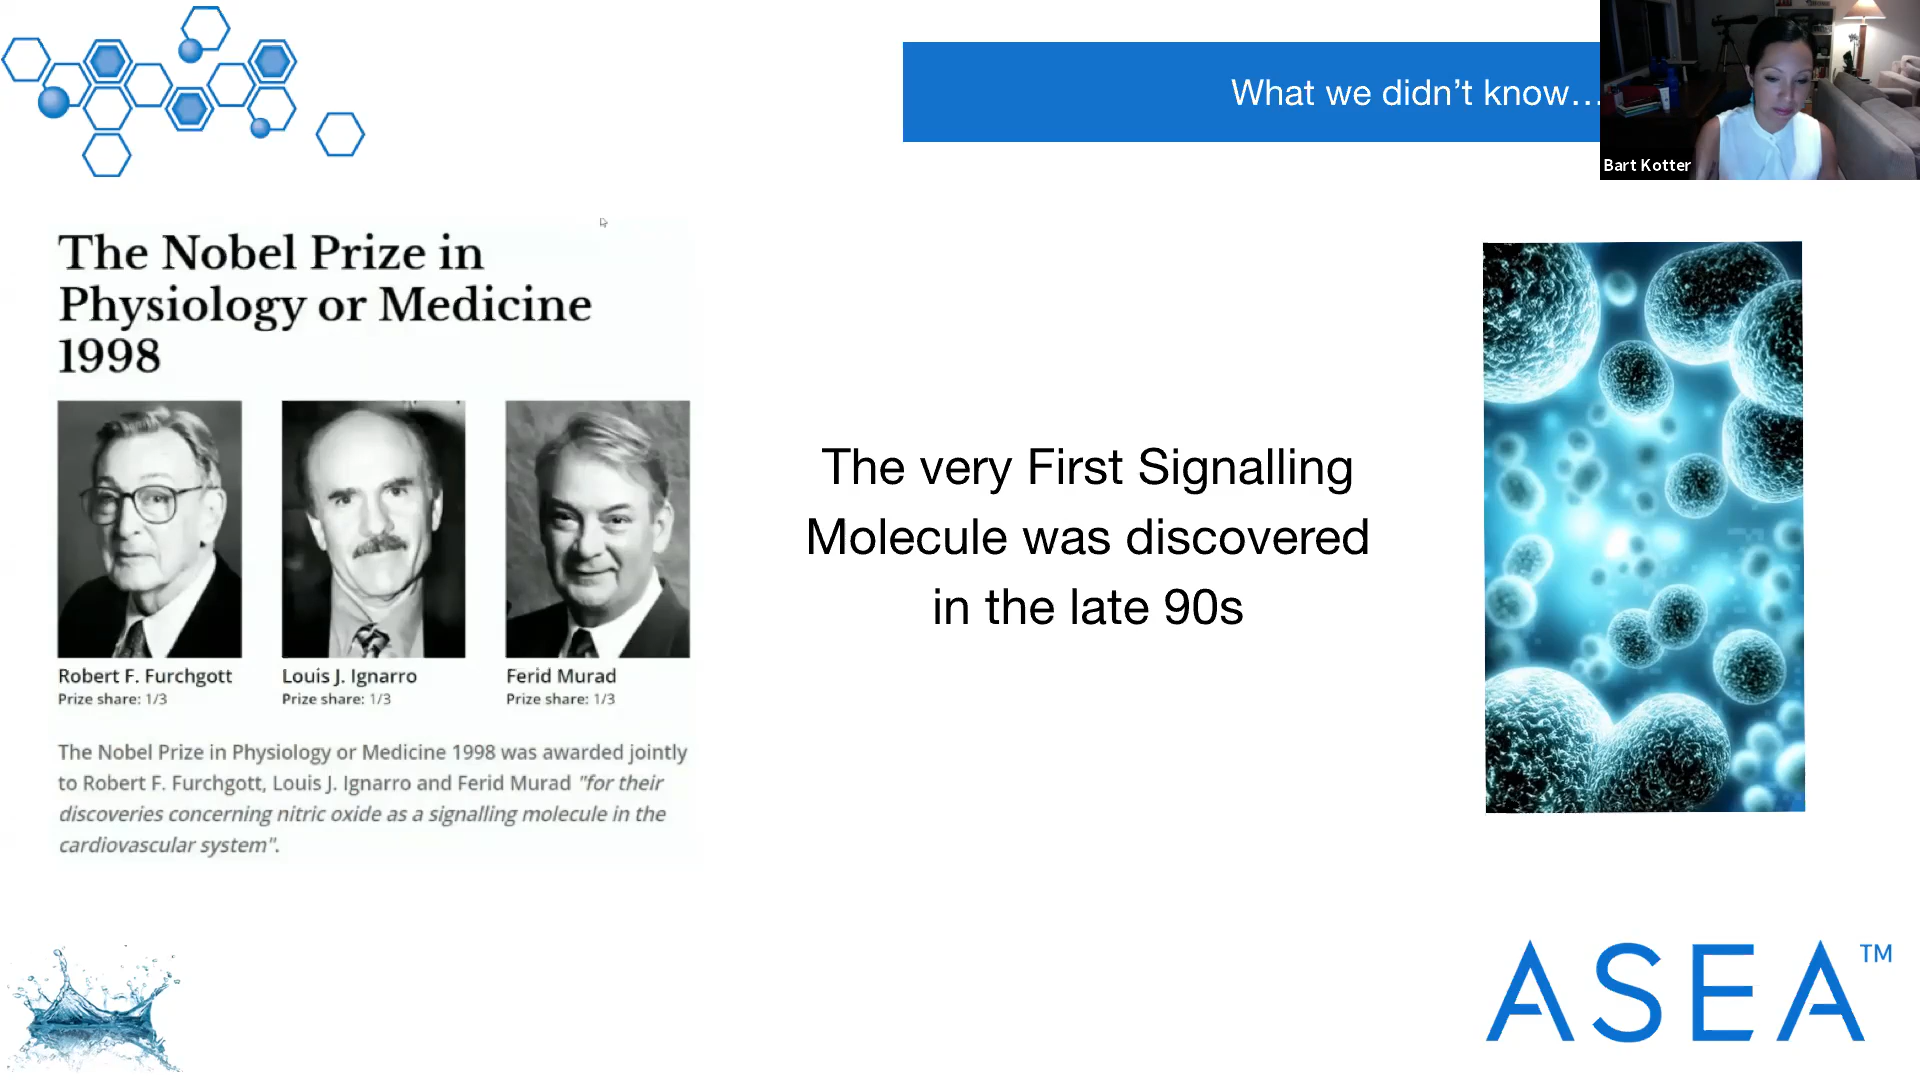 What we didn’t know...
Bart Kotter
The Nobel Prize in
Physiology or Medicine
1998
Robert F. Furchgott
Prize share: 1/3
Louis J. Ignarro
Prize share: 1/3
Ferid Murad
Prize share: 1/3
The Nobel Prize in Physiology or Medicine 1998 was awarded jointly
to Robert F. Furchgott, Louis J. Ignarro and Ferid Murad "for their
discoveries concerning nitric oxide as a signalling molecule in the
cardiovascular system".
The very First Signalling
Molecule was discovered
in the late 90s
ASEA™